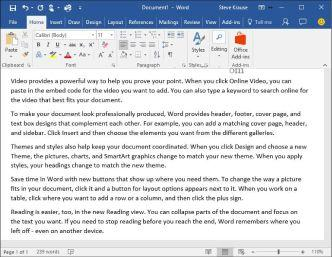 Document1 - Word
Steve Krause
File Home Insert Draw Design Layout References Mailings Review View Add-ins
Calibri (Body) 11
Paste
Clipboard Font
Paragraph Styles Editing
Office Add-ins
Add-ins
Video provides a powerful way to help you prove your point. When you click Online Video, you can
paste in the embed code for the video you want to add. You can also type a keyword to search online for
the video that best fits your document.
To make your document look professionally produced, Word provides header, footer, cover page, and
text box designs that complement each other. For example, you can add a matching cover page, header,
and sidebar. Click Insert and then choose the elements you want from the different galleries.
Themes and styles also help keep your document coordinated. When you click Design and choose a new
Theme, the pictures, charts, and SmartArt graphics change to match your new theme. When you apply
styles, your headings change to match the new theme.
Save time in Word with new buttons that show up where you need them. To change the way a picture
fits in your document, click it and a button for layout options appears next to it. When you work on a
table, click where you want to add a row or a column, and then click the plus sign.
Reading is easier, too, in the new Reading view. You can collapse parts of the document and focus on
the text you want. If you need to stop reading before you reach the end, Word remembers where you
left off - even on another device.
Page 1 of 1 239 words
110%